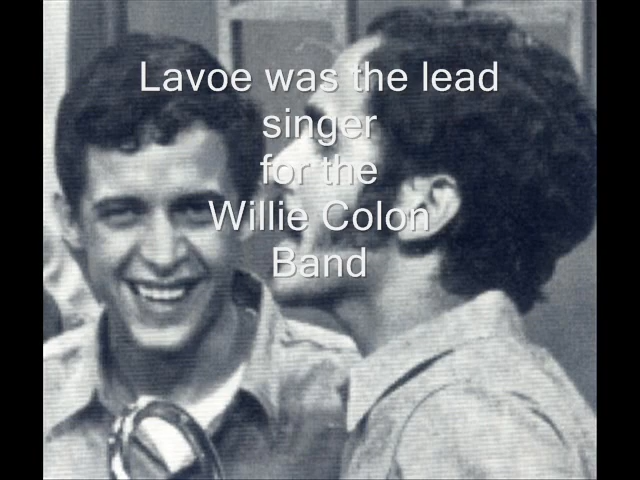 Lavoe was the lead
singer
for the
Willie Colon
Band